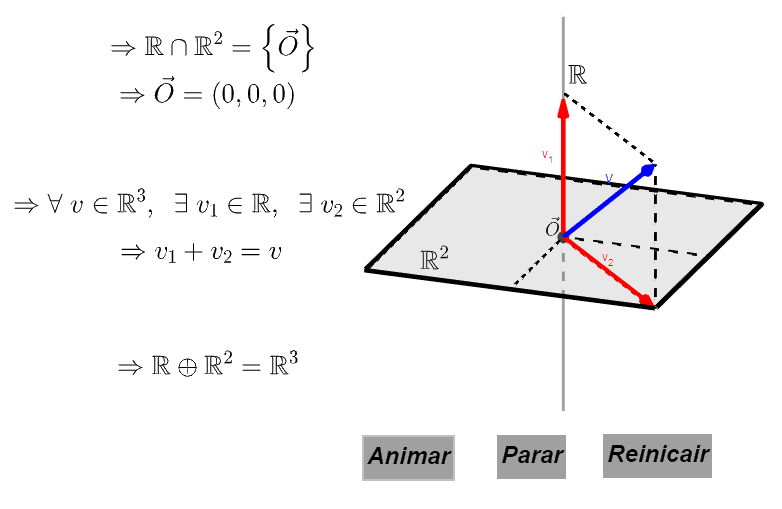 ⇒ ℝ ∩ ℝ² = {O⃗}
⇒ O⃗ = (0, 0, 0)
⇒ ∀ v ∈ ℝ³, ∃ v₁ ∈ ℝ, ∃ v₂ ∈ ℝ²
⇒ v₁ + v₂ = v
⇒ ℝ ⊕ ℝ² = ℝ³
ℝ
v₁
v
O⃗
ℝ²
v₂
Animar
Parar
Reinicair